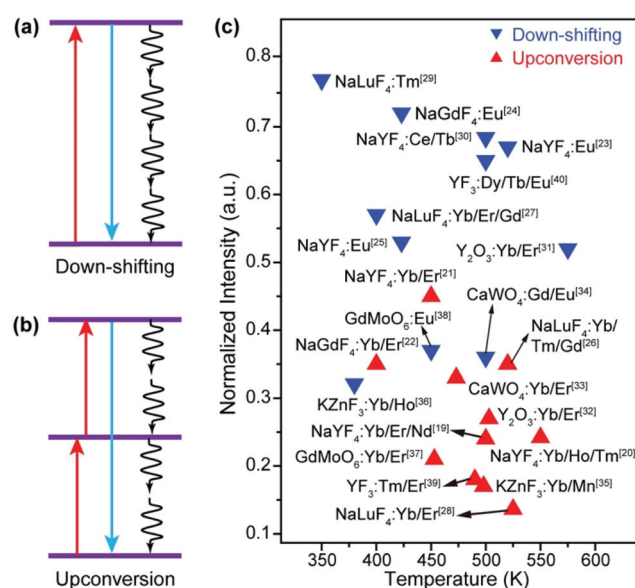 (a)
Down-shifting
(b)
Upconversion
(c)
Normalized Intensity (a.u.)
0.8
0.7
0.6
0.5
0.4
0.3
0.2
0.1
Down-shifting
Upconversion
NaLuF₄:Tm[29]
NaGdF₄:Eu[24]
NaYF₄:Ce/Tb[30]
NaYF₄:Eu[23]
YF₃:Dy/Tb/Eu[40]
NaLuF₄:Yb/Er/Gd[27]
NaYF₄:Eu[25]
Y₂O₃:Yb/Er[31]
NaYF₄:Yb/Er[21]
CaWO₄:Gd/Eu[34]
GdMoO₆:Eu[38]
NaLuF₄:Yb/
Tm/Gd[26]
NaGdF₄:Yb/Er[22]
CaWO₄:Yb/Er[33]
KZnF₃:Yb/Ho[36]
Y₂O₃:Yb/Er[32]
NaYF₄:Yb/Er/Nd[19]
GdMoO₆:Yb/Er[37]
NaYF₄:Yb/Ho/Tm[20]
YF₃:Tm/Er[39]
KZnF₃:Yb/Mn[35]
NaLuF₄:Yb/Er[28]
350 400 450 500 550 600
Temperature (K)